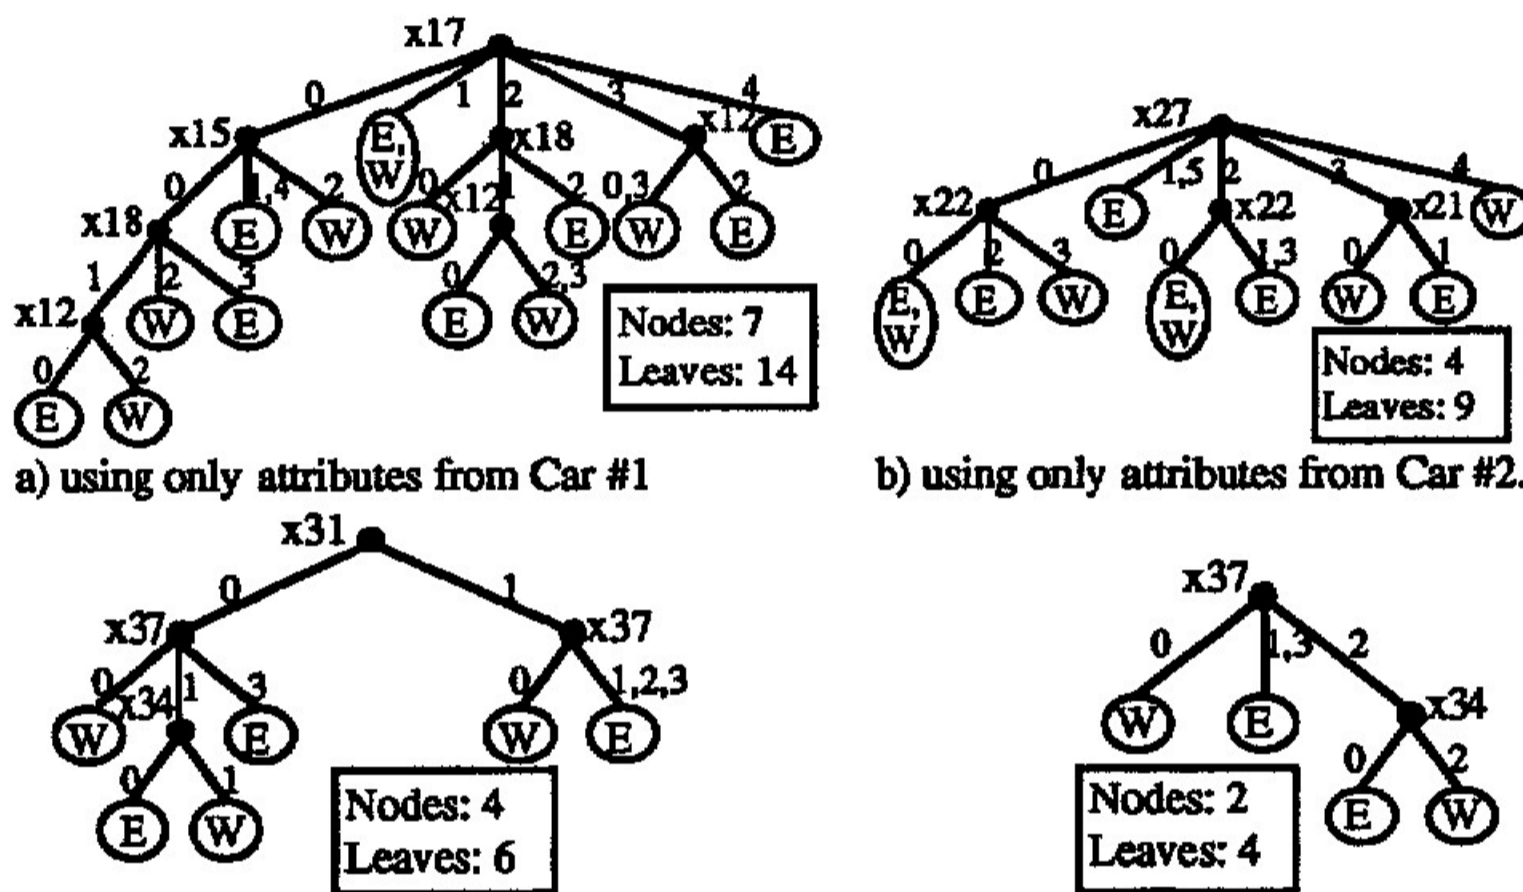 x17
0 1 2 3 4
x15 E, W x18 x12 E
0 1,4 2 0 x12 1 2 0,3 2
x18 E W W E W E
1 2 3 0 2,3
x12 W E E W
0 2
E W
Nodes: 7
Leaves: 14
a) using only attributes from Car #1
x27
0 1,5 2 3 4
x22 E x22 x21 W
0 2 3 0 1,3 0 1
E, W E W E, W E W E
Nodes: 4
Leaves: 9
b) using only attributes from Car #2.
x31
0 1
x37 x37
0 x34 1 3 0 1,2,3
W E W E
0 1
E W
Nodes: 4
Leaves: 6
x37
0 1,3 2
W E x34
0 2
E W
Nodes: 2
Leaves: 4